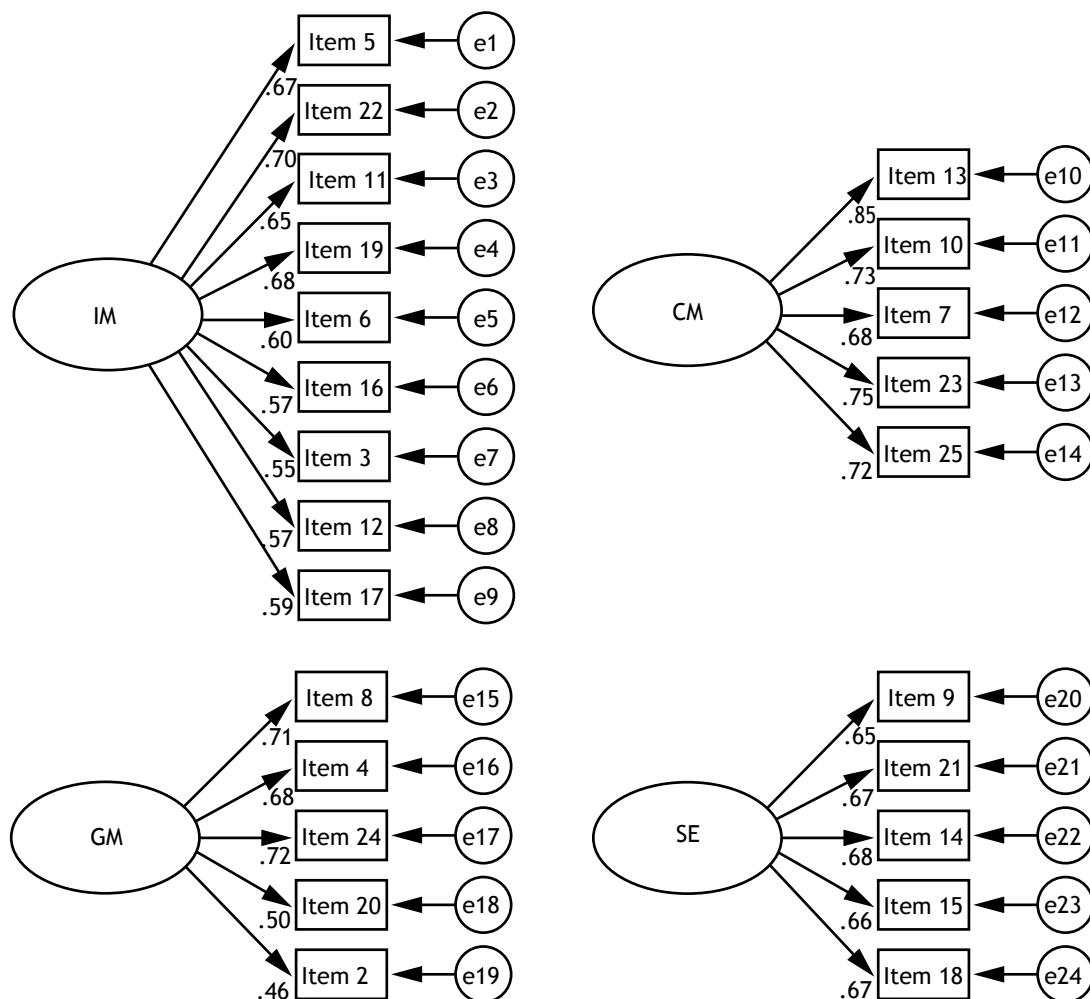 Item 5
e1
.67
Item 22
e2
.70
Item 11
e3
.65
Item 19
e4
.68
IM
Item 6
e5
.60
Item 16
e6
.57
Item 3
e7
.55
Item 12
e8
.57
Item 17
e9
.59
Item 13
e10
.85
Item 10
e11
.73
CM
Item 7
e12
.68
Item 23
e13
.75
Item 25
e14
.72
Item 8
e15
.71
Item 4
e16
.68
GM
Item 24
e17
.72
Item 20
e18
.50
Item 2
e19
.46
Item 9
e20
.65
Item 21
e21
.67
SE
Item 14
e22
.68
Item 15
e23
.66
Item 18
e24
.67